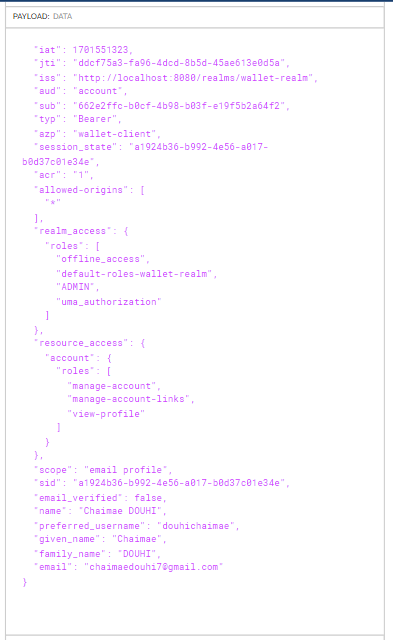 PAYLOAD: DATA
"iat": 1701551323,
"jti": "ddcf75a3-fa96-4dcd-8b5d-45ae613e0d5a",
"iss": "http://localhost:8080/realms/wallet-realm",
"aud": "account",
"sub": "662e2ffc-b0cf-4b98-b03f-e19f5b2a64f2",
"typ": "Bearer",
"azp": "wallet-client",
"session_state": "a1924b36-b992-4e56-a017-
b0d37c01e34e",
"acr": "1",
"allowed-origins": [
"*"
],
"realm_access": {
"roles": [
"offline_access",
"default-roles-wallet-realm",
"ADMIN",
"uma_authorization"
]
},
"resource_access": {
"account": {
"roles": [
"manage-account",
"manage-account-links",
"view-profile"
]
}
},
"scope": "email profile",
"sid": "a1924b36-b992-4e56-a017-b0d37c01e34e",
"email_verified": false,
"name": "Chaimae DOUHI",
"preferred_username": "douhichaimae",
"given_name": "Chaimae",
"family_name": "DOUHI",
"email": "chaimaedouhi7@gmail.com"
}